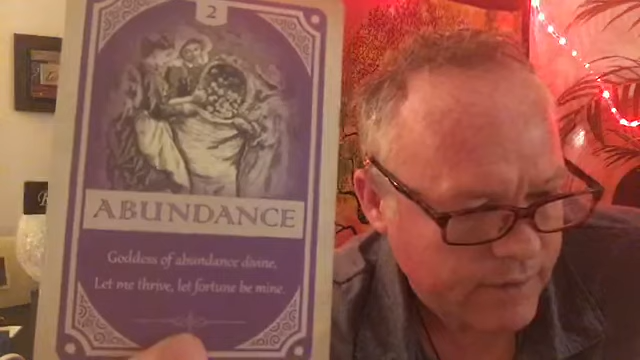 2
ABUNDANCE
Goddess of abundance divine,
Let me thrive, let fortune be mine.